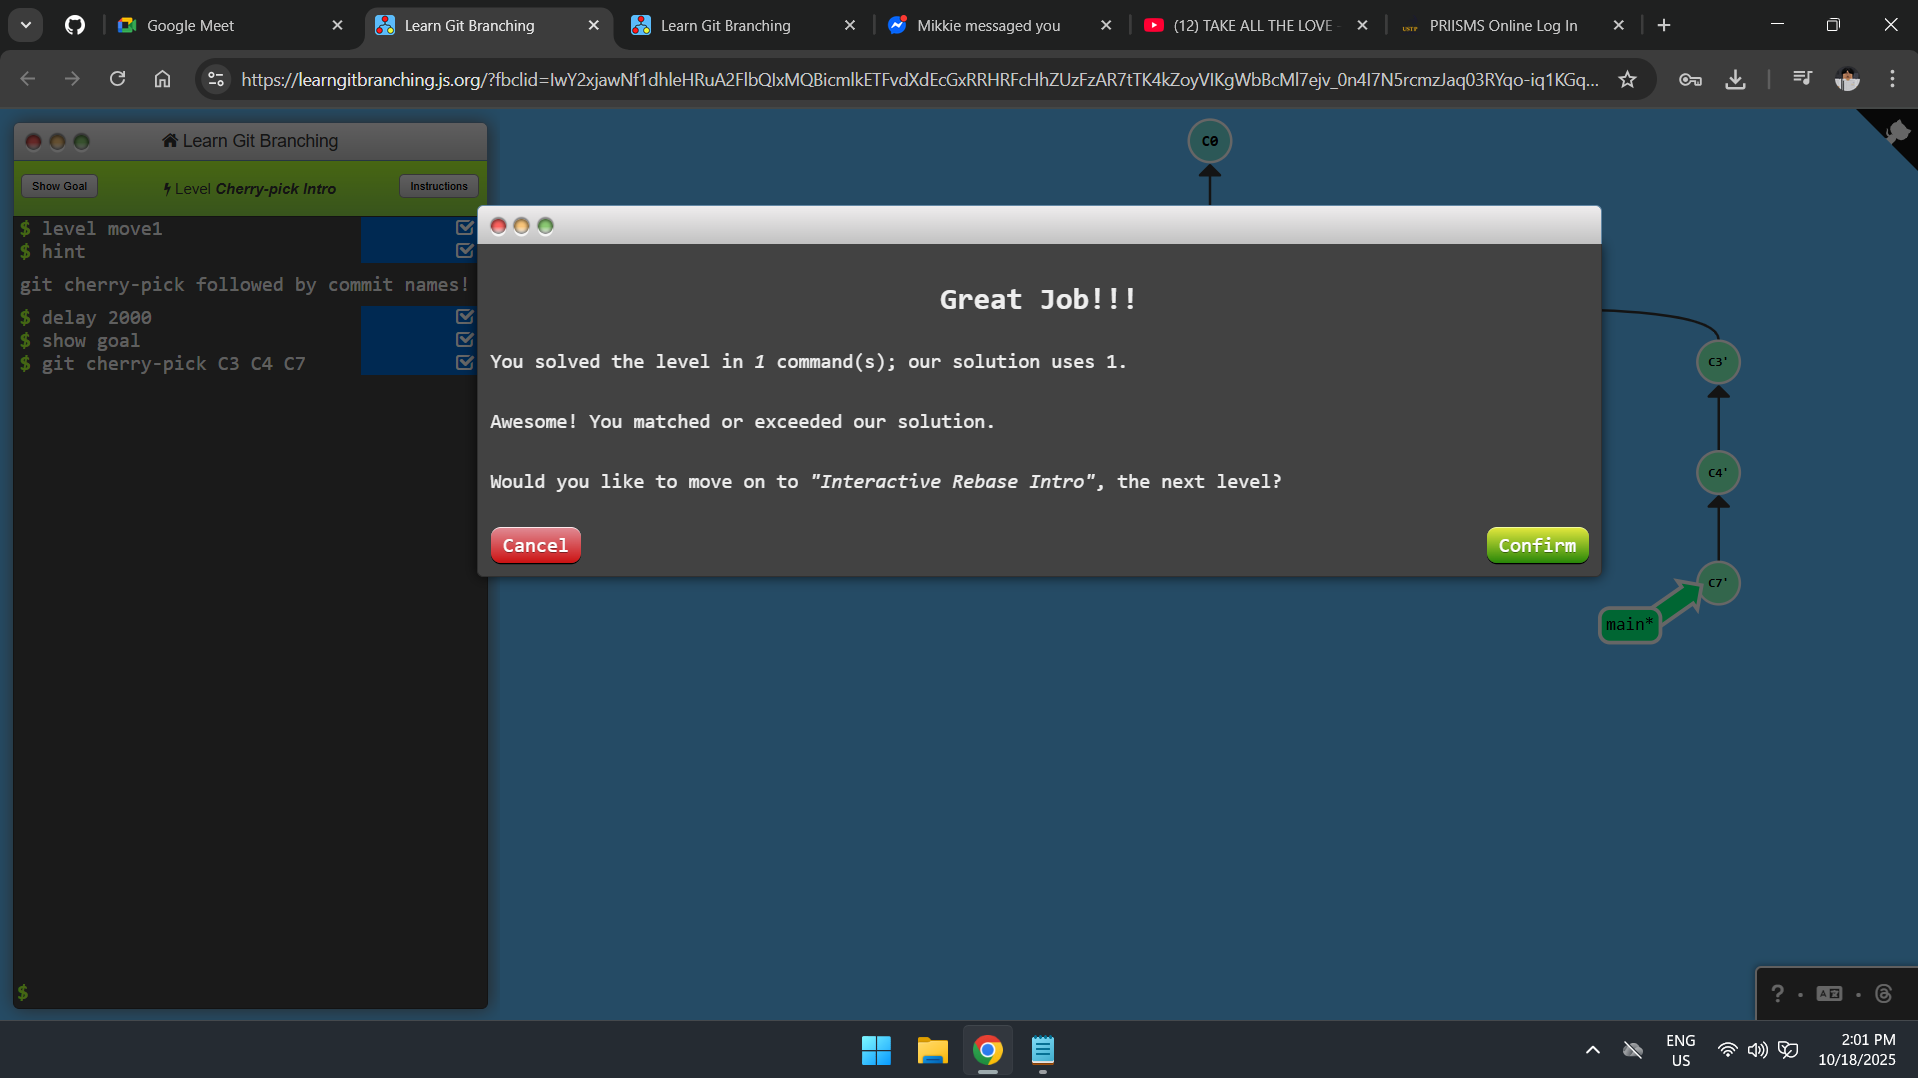 Google Meet
Learn Git Branching
Learn Git Branching
Mikkie messaged you
(12) TAKE ALL THE LOVE
USTP
PRIISMS Online Log In
https://learngitbranching.js.org/?fbclid=IwY2xjawNf1dhleHRuA2FlbQIxMQBicmlkETFvdXdEcGxRRHRFcHhZUzFzAR7tTK4kZoyVIKgWbBcMl7ejv_0n4I7N5rcmzJaq03RYqo-iq1KGq...
Learn Git Branching
Show Goal
Level Cherry-pick Intro
Instructions
$ level move1
$ hint
git cherry-pick followed by commit names!
$ delay 2000
$ show goal
$ git cherry-pick C3 C4 C7
$
C0
Great Job!!!
You solved the level in 1 command(s); our solution uses 1.
Awesome! You matched or exceeded our solution.
Would you like to move on to "Interactive Rebase Intro", the next level?
Cancel
Confirm
C3'
C4'
C7'
main*
?
ENG
US
2:01 PM
10/18/2025